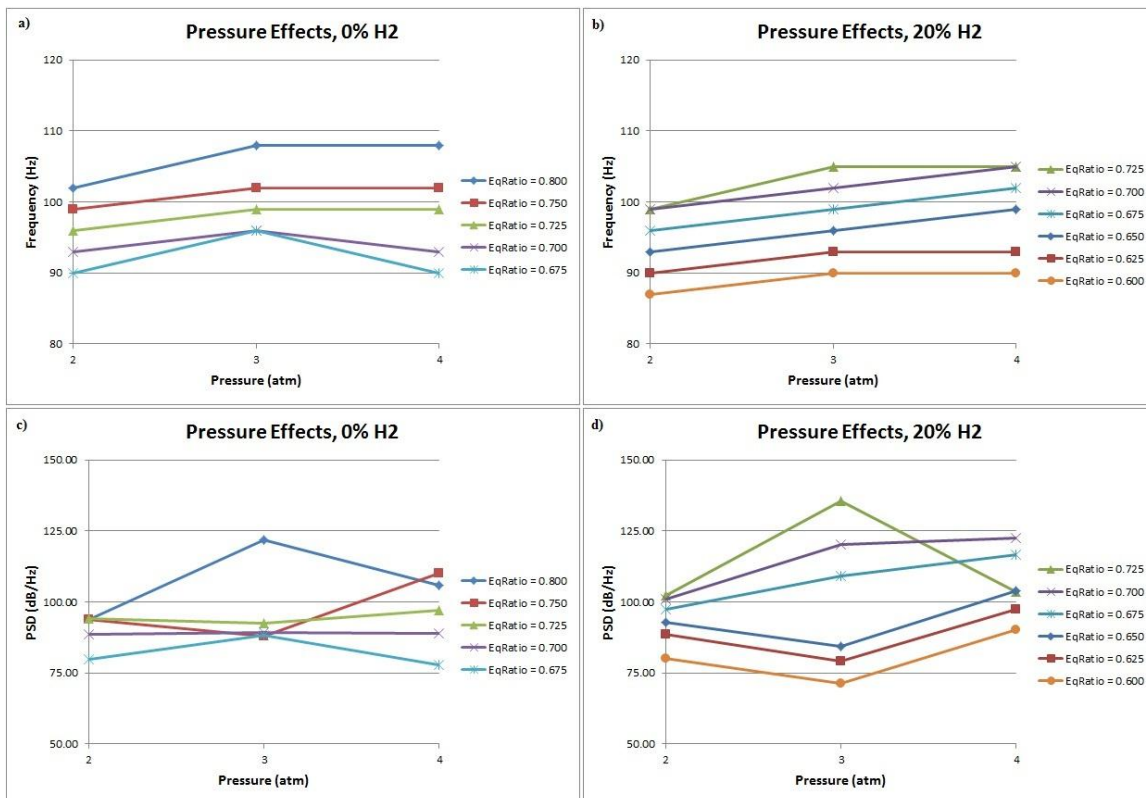 a)
Pressure Effects, 0% H2
120
110
100
90
80
Frequency (Hz)
2
3
4
Pressure (atm)
EqRatio = 0.800
EqRatio = 0.750
EqRatio = 0.725
EqRatio = 0.700
EqRatio = 0.675
b)
Pressure Effects, 20% H2
120
110
100
90
80
Frequency (Hz)
2
3
4
Pressure (atm)
EqRatio = 0.725
EqRatio = 0.700
EqRatio = 0.675
EqRatio = 0.650
EqRatio = 0.625
EqRatio = 0.600
c)
Pressure Effects, 0% H2
150.00
125.00
100.00
75.00
50.00
PSD (dB/Hz)
2
3
4
Pressure (atm)
EqRatio = 0.800
EqRatio = 0.750
EqRatio = 0.725
EqRatio = 0.700
EqRatio = 0.675
d)
Pressure Effects, 20% H2
150.00
125.00
100.00
75.00
50.00
PSD (dB/Hz)
2
3
4
Pressure (atm)
EqRatio = 0.725
EqRatio = 0.700
EqRatio = 0.675
EqRatio = 0.650
EqRatio = 0.625
EqRatio = 0.600